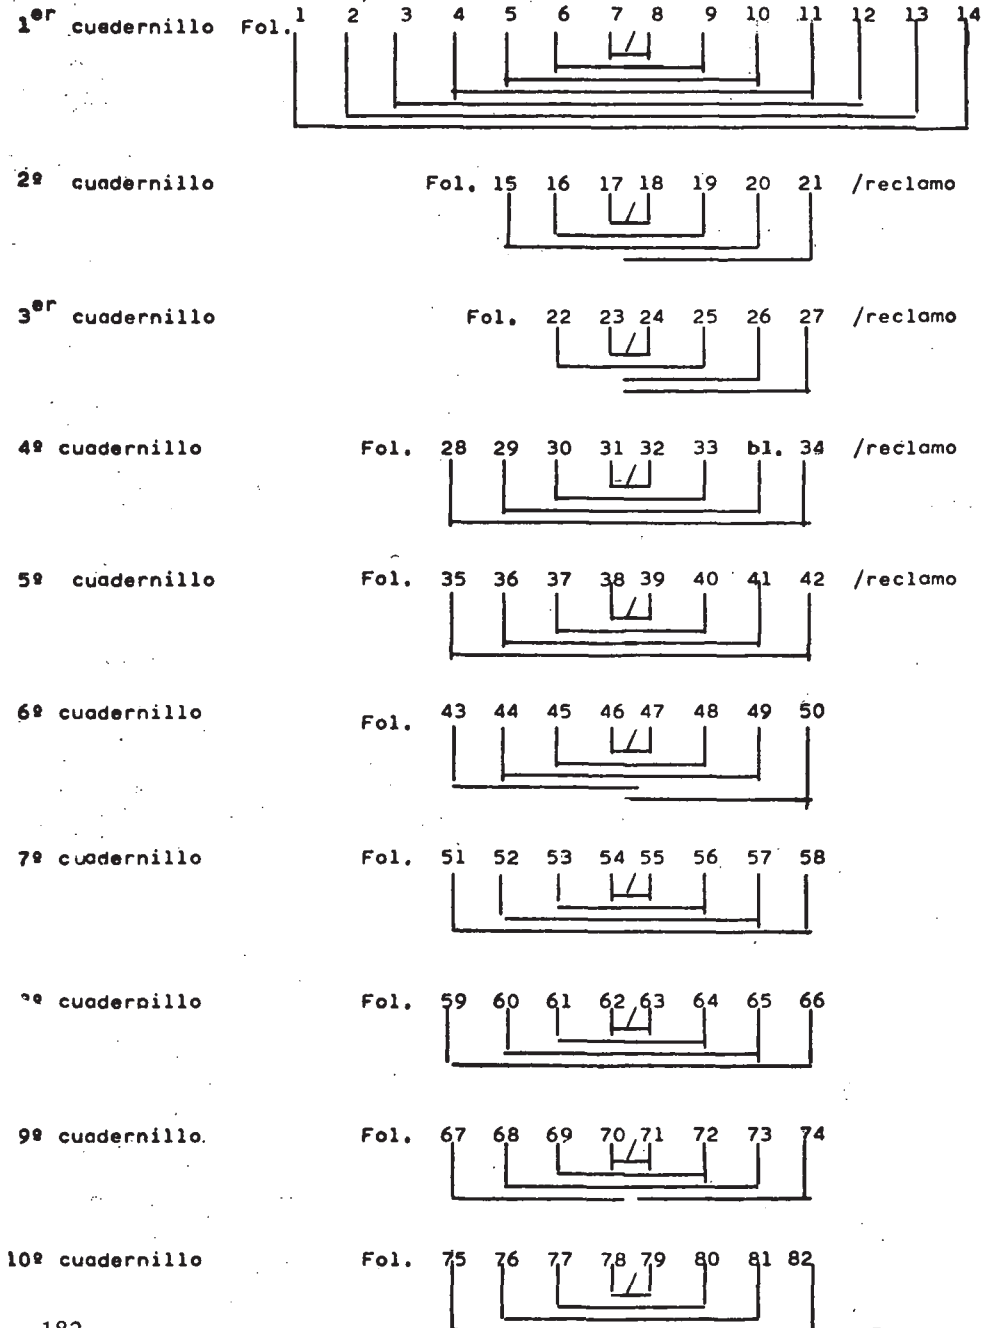 1er cuadernillo Fol. 1 2 3 4 5 6 7 / 8 9 10 11 12 13 14
2º cuadernillo Fol. 15 16 17 / 18 19 20 21 /reclamo
3er cuadernillo Fol. 22 23 / 24 25 26 27 /reclamo
4º cuadernillo Fol. 28 29 30 31 / 32 33 bl. 34 /reclamo
5º cuadernillo Fol. 35 36 37 38 / 39 40 41 42 /reclamo
6º cuadernillo Fol. 43 44 45 46 / 47 48 49 50
7º cuadernillo Fol. 51 52 53 54 / 55 56 57 58
cuadernillo Fol. 59 60 61 62 / 63 64 65 66
9º cuadernillo. Fol. 67 68 69 70 / 71 72 73 74
10º cuadernillo Fol. 75 76 77 78 / 79 80 81 82